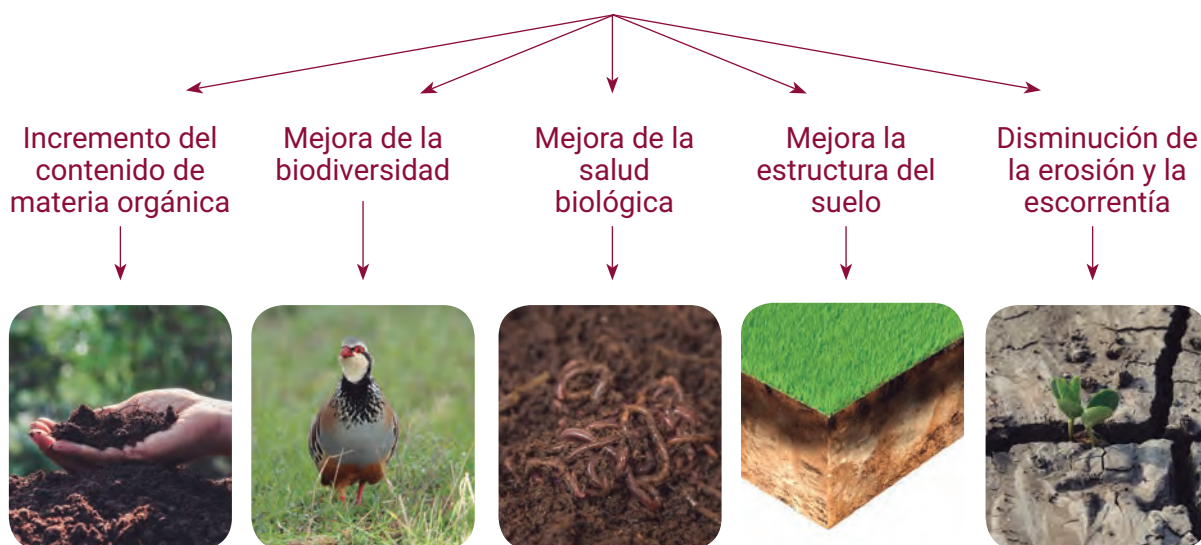 Incremento del
contenido de
materia orgánica
Mejora de la
biodiversidad
Mejora de la
salud
biológica
Mejora la
estructura del
suelo
Disminución de
la erosión y la
escorrentía